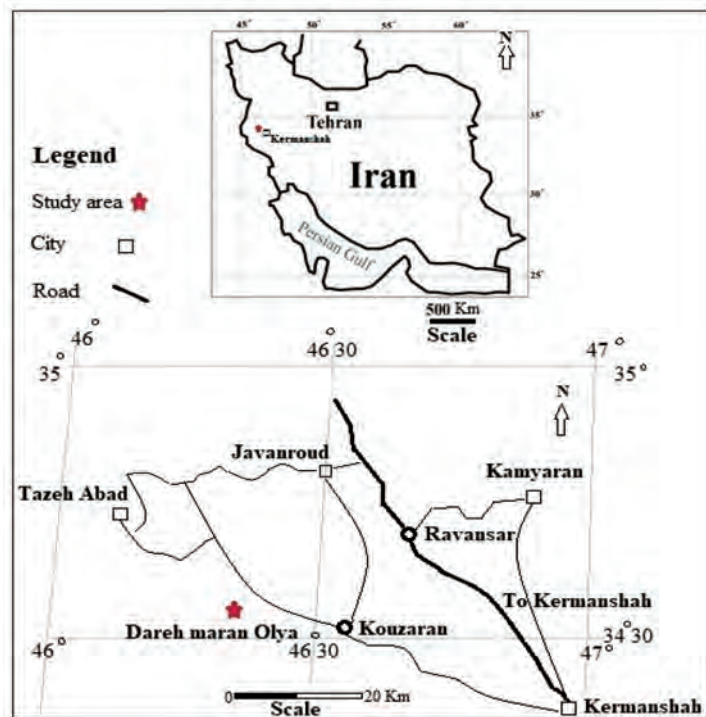 45° 50° 55° 60°
N
35°
Tehran
Kermanshah
Iran
30°
Persian Gulf
25°
500 Km
Scale
Legend
Study area
City
Road
46° 46 30 47°
35° 35°
N
Javanroud
Kamyaran
Tazeh Abad
Ravansar
To Kermanshah
Dareh maran Olya
Kouzaran
34 30
46° 46 30 47°
0 20 Km
Scale
Kermanshah